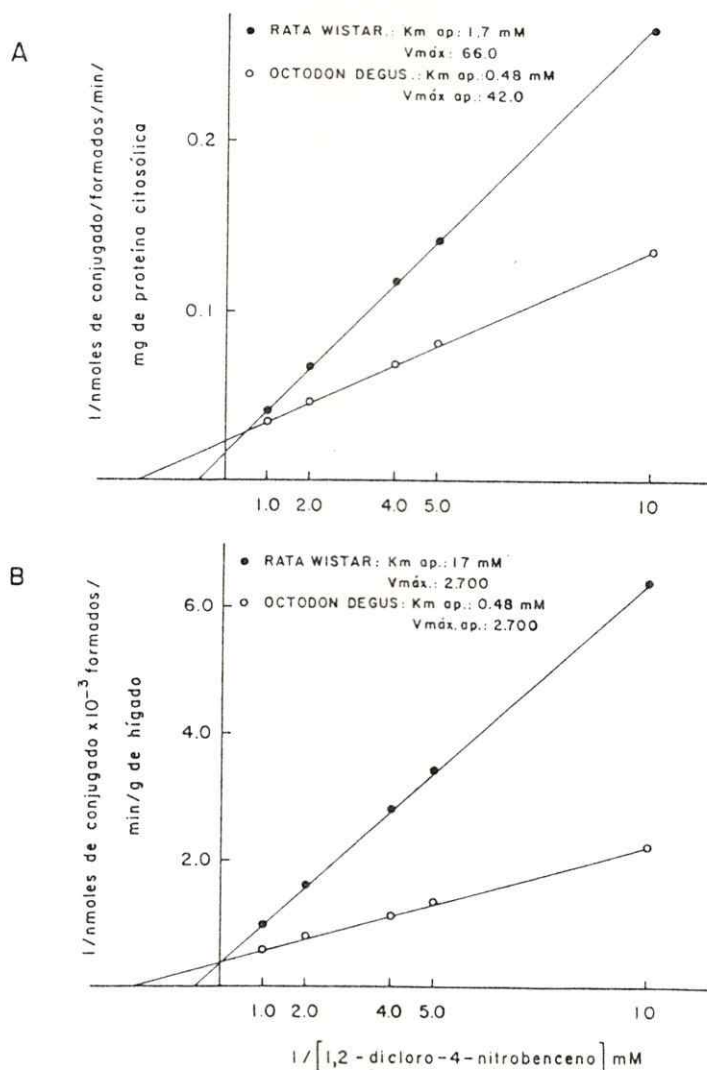 A
● RATA WISTAR.: Km ap: 1.7 mM
Vmáx: 66.0
○ OCTODON DEGUS.: Km ap.:0.48 mM
Vmáx ap.: 42.0
1/nmoles de conjugado/formados/min/
mg de proteína citosólica
0.2
0.1
1.0 2.0 4.0 5.0 10
B
● RATA WISTAR: Km ap.: 17 mM
Vmáx.: 2.700
○ OCTODON DEGUS: Km ap.: 0.48 mM
Vmáx. ap.: 2.700
1/nmoles de conjugado x10⁻³ formados/
min/g de hígado
6.0
4.0
2.0
1.0 2.0 4.0 5.0 10
1/[1,2-dicloro-4-nitrobenceno] mM